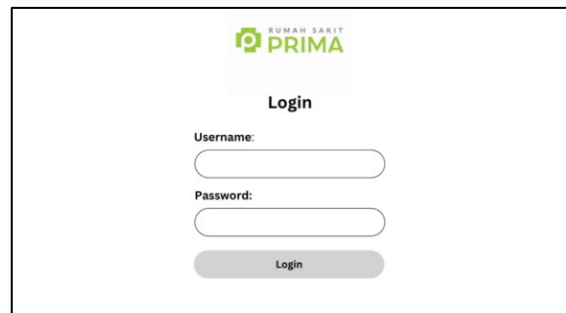 RUMAH SAKIT
PRIMA
Login
Username:
Password:
Login